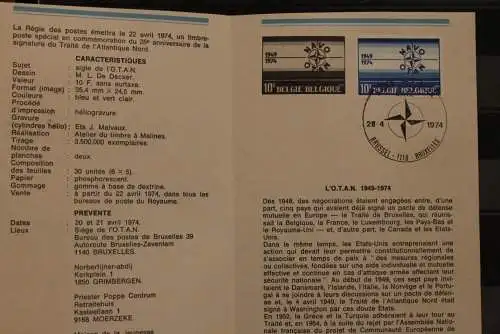 La Régie des postes émettra le 22 avril 1974, un timbre-
poste spécial en commémoration du 25e anniversaire de la
signature du Traité de l'Atlantique Nord.
CARACTERISTIQUES
Sujet : sigle de l'O.T.A.N.
Dessin : M. L. De Decker.
Valeur : 10 F, sans surtaxe.
Format (image) : 35,4 mm × 24,5 mm.
Couleurs : bleu et vert clair.
Procédé
d'impression : héliogravure
Gravure
(cylindres hélio) : Ets J. Malvaux.
Réalisation : Atelier du timbre à Malines.
Tirage : 3.500.000 exemplaires.
Nombre de
planches : deux
Composition
des feuilles : 30 unités (6 × 5).
Papier : phosphorescent.
Gommage : gomme à base de dextrine.
Vente : à partir du 22 avril 1974, dans tous les
bureaux de poste du Royaume.
PREVENTE
Dates : 20 et 21 avril 1974.
Lieux : Siège de l'O.T.A.N.
Bureau des postes de Bruxelles 39
Autoroute Bruxelles-Zaventem
1140 BRUXELLES.
Norbertijner-abdij
Kerkplein, 1
1850 GRIMBERGEN.
Priester Poppe Centrum
Hatrahuis
Kasteellaan 1
9168 MOERZEKE.
Maison de la jeunesse
1949
1974
NAVO
OTAN
10F BELGIE BELGIQUE
1949
1974
NAVO
OTAN
10F BELGIE BELGIQUE
1974
BRUSSEL - 1110 - BRUXELLES
L'O.T.A.N. 1949-1974
Dès 1948, des négociations étaient engagées entre, d'une
part, cinq pays qui avaient déjà signé un pacte de défense
mutuelle en Europe — le Traité de Bruxelles, qui réunis-
sait la Belgique, la France, le Luxembourg, les Pays-Bas et
le Royaume-Uni — et, d'autre part, le Canada et les Etats-
Unis.
Dans le même temps, les Etats-Unis entreprenaient une
action qui devait leur permettre constitutionnellement de
s'associer en temps de paix à " des mesures régionales
ou collectives, fondées sur une aide individuelle et mutuelle
effective et continue en cas d'attaque armée affectant leur
sécurité nationale ". Au début de 1949, ces sept pays invi-
taient le Danemark, l'Islande, l'Italie, la Norvège et le Portu-
gal à se joindre à leurs discussions sur un pacte de défen-
se et, le 4 avril 1949, le Traité de l'Atlantique Nord était
signé à Washington par ces douze Etats.
En 1952, la Grèce et la Turquie adhéraient à leur tour au
Traité et, en 1954, à la suite du rejet par l'Assemblée Natio-
nale française du projet de Communauté Européenne de